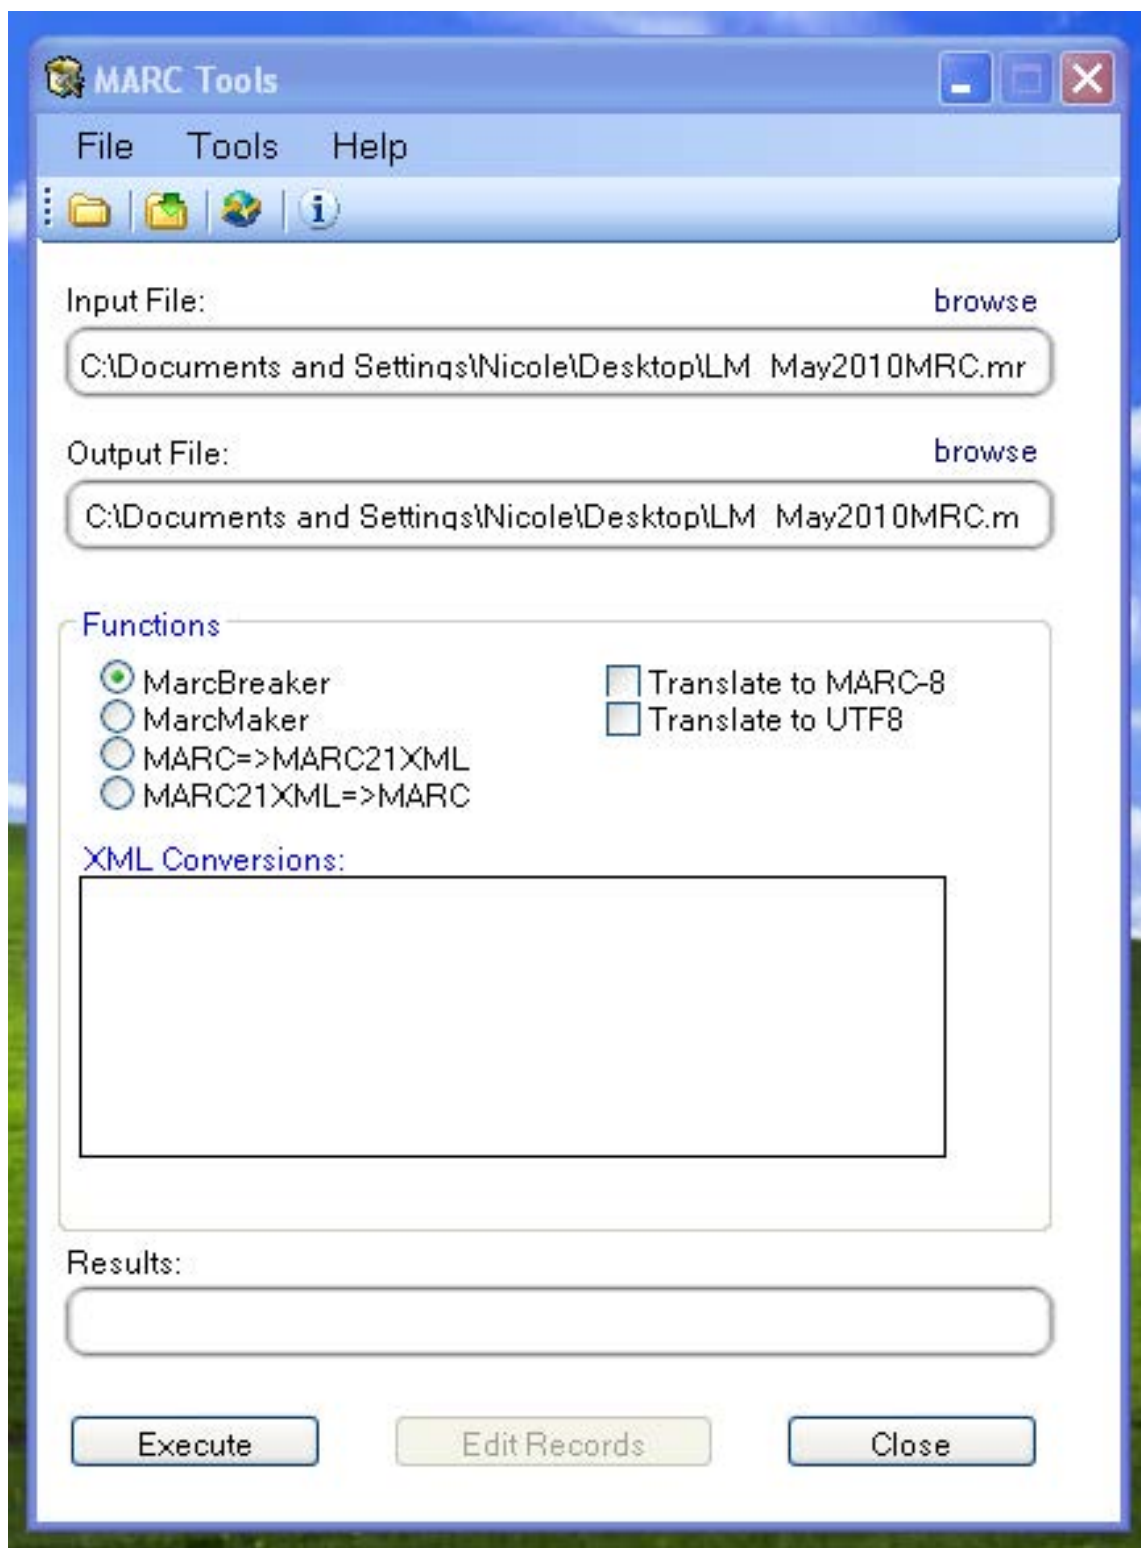 MARC Tools
File Tools Help
Input File: browse
C:\Documents and Settings\Nicole\Desktop\LM May2010MRC.mr
Output File: browse
C:\Documents and Settings\Nicole\Desktop\LM May2010MRC.m
Functions
MarcBreaker Translate to MARC-8
MarcMaker Translate to UTF8
MARC=>MARC21XML
MARC21XML=>MARC
XML Conversions:
Results:
Execute Edit Records Close